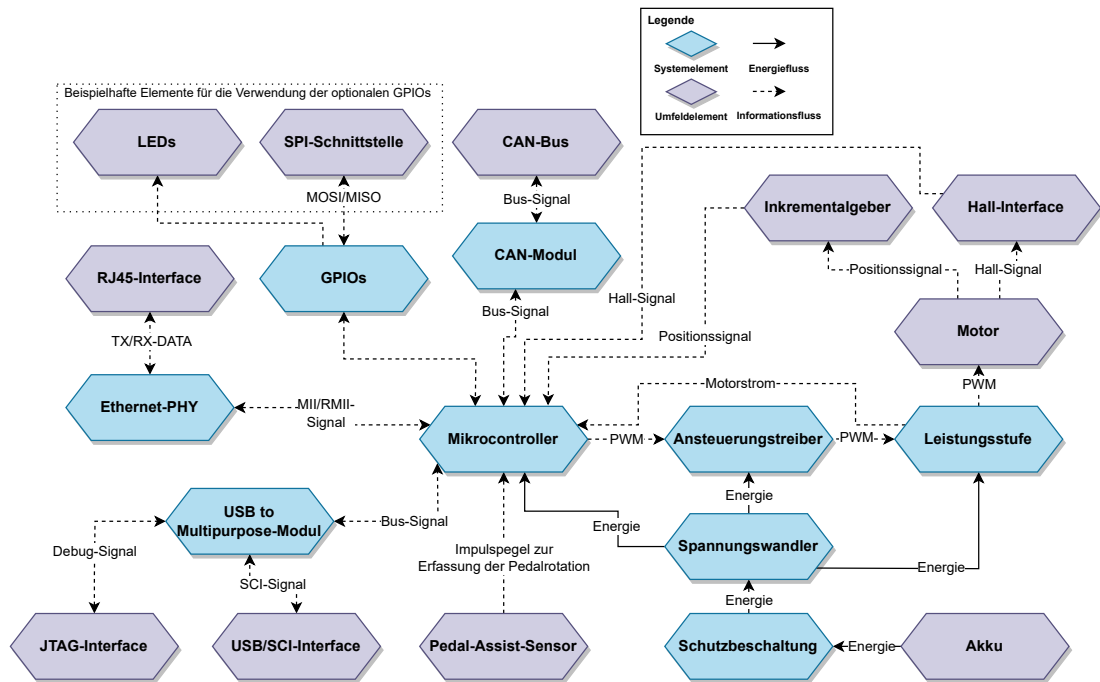 Legende
Systemelement
Energiefluss
Umfeldelement
Informationsfluss
Beispielhafte Elemente für die Verwendung der optionalen GPIOs
LEDs
SPI-Schnittstelle
CAN-Bus
MOSI/MISO
Bus-Signal
Inkrementalgeber
Hall-Interface
RJ45-Interface
GPIOs
CAN-Modul
Positionssignal
Hall-Signal
Hall-Signal
Bus-Signal
TX/RX-DATA
Positionssignal
Motor
Ethernet-PHY
MII/RMII-
Signal
Motorstrom
PWM
Mikrocontroller
PWM
Ansteuerungstreiber
PWM
Leistungsstufe
USB to
Multipurpose-Modul
Bus-Signal
Energie
Energie
Debug-Signal
Impulspegel zur
Erfassung der Pedalrotation
Spannungswandler
Energie
SCI-Signal
Energie
JTAG-Interface
USB/SCI-Interface
Pedal-Assist-Sensor
Schutzbeschaltung
Energie
Akku